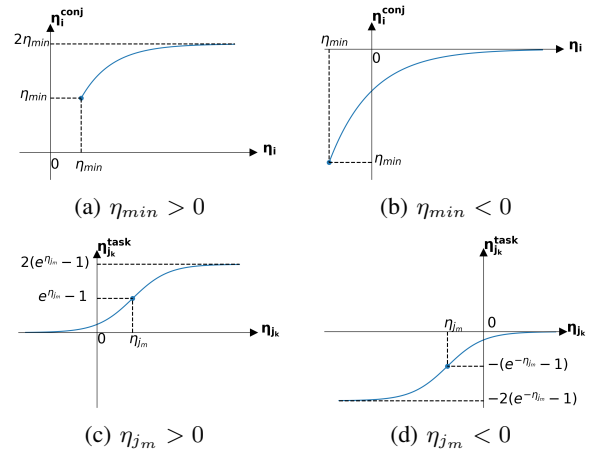 η_i^conj
2η_min
η_min
0
η_min
η_i
(a) η_min > 0
η_i^conj
η_min
0
η_i
η_min
(b) η_min < 0
η_{j_k}^task
2(e^{η_{j_m}} − 1)
e^{η_{j_m}} − 1
0
η_{j_m}
η_{j_k}
(c) η_{j_m} > 0
η_{j_k}^task
η_{j_m}
0
η_{j_k}
−(e^{−η_{j_m}} − 1)
−2(e^{−η_{j_m}} − 1)
(d) η_{j_m} < 0